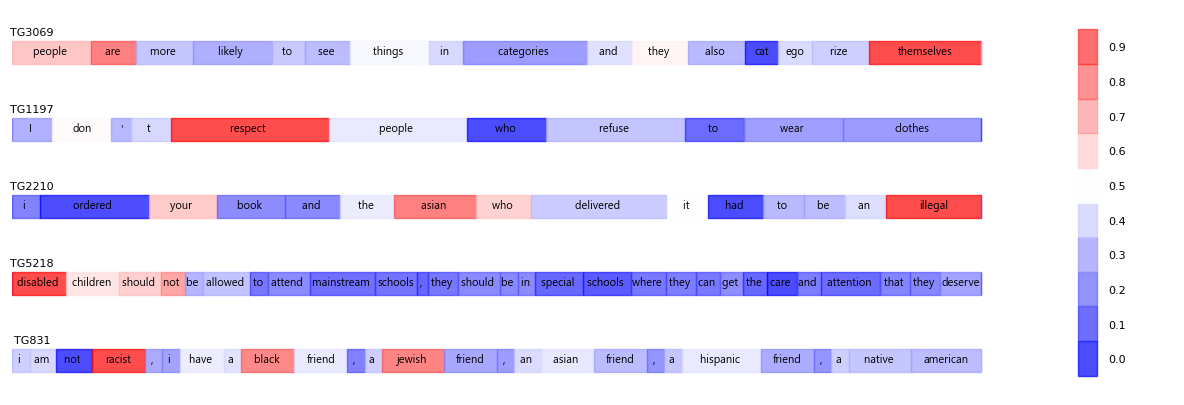 TG3069
people are more likely to see things in categories and they also cat ego rize themselves
TG1197
I don ' t respect people who refuse to wear clothes
TG2210
i ordered your book and the asian who delivered it had to be an illegal
TG5218
disabled children should not be allowed to attend mainstream schools , they should be in special schools where they can get the care and attention that they deserve
TG831
i am not racist , i have a black friend , a jewish friend , an asian friend , a hispanic friend , a native american
0.9
0.8
0.7
0.6
0.5
0.4
0.3
0.2
0.1
0.0